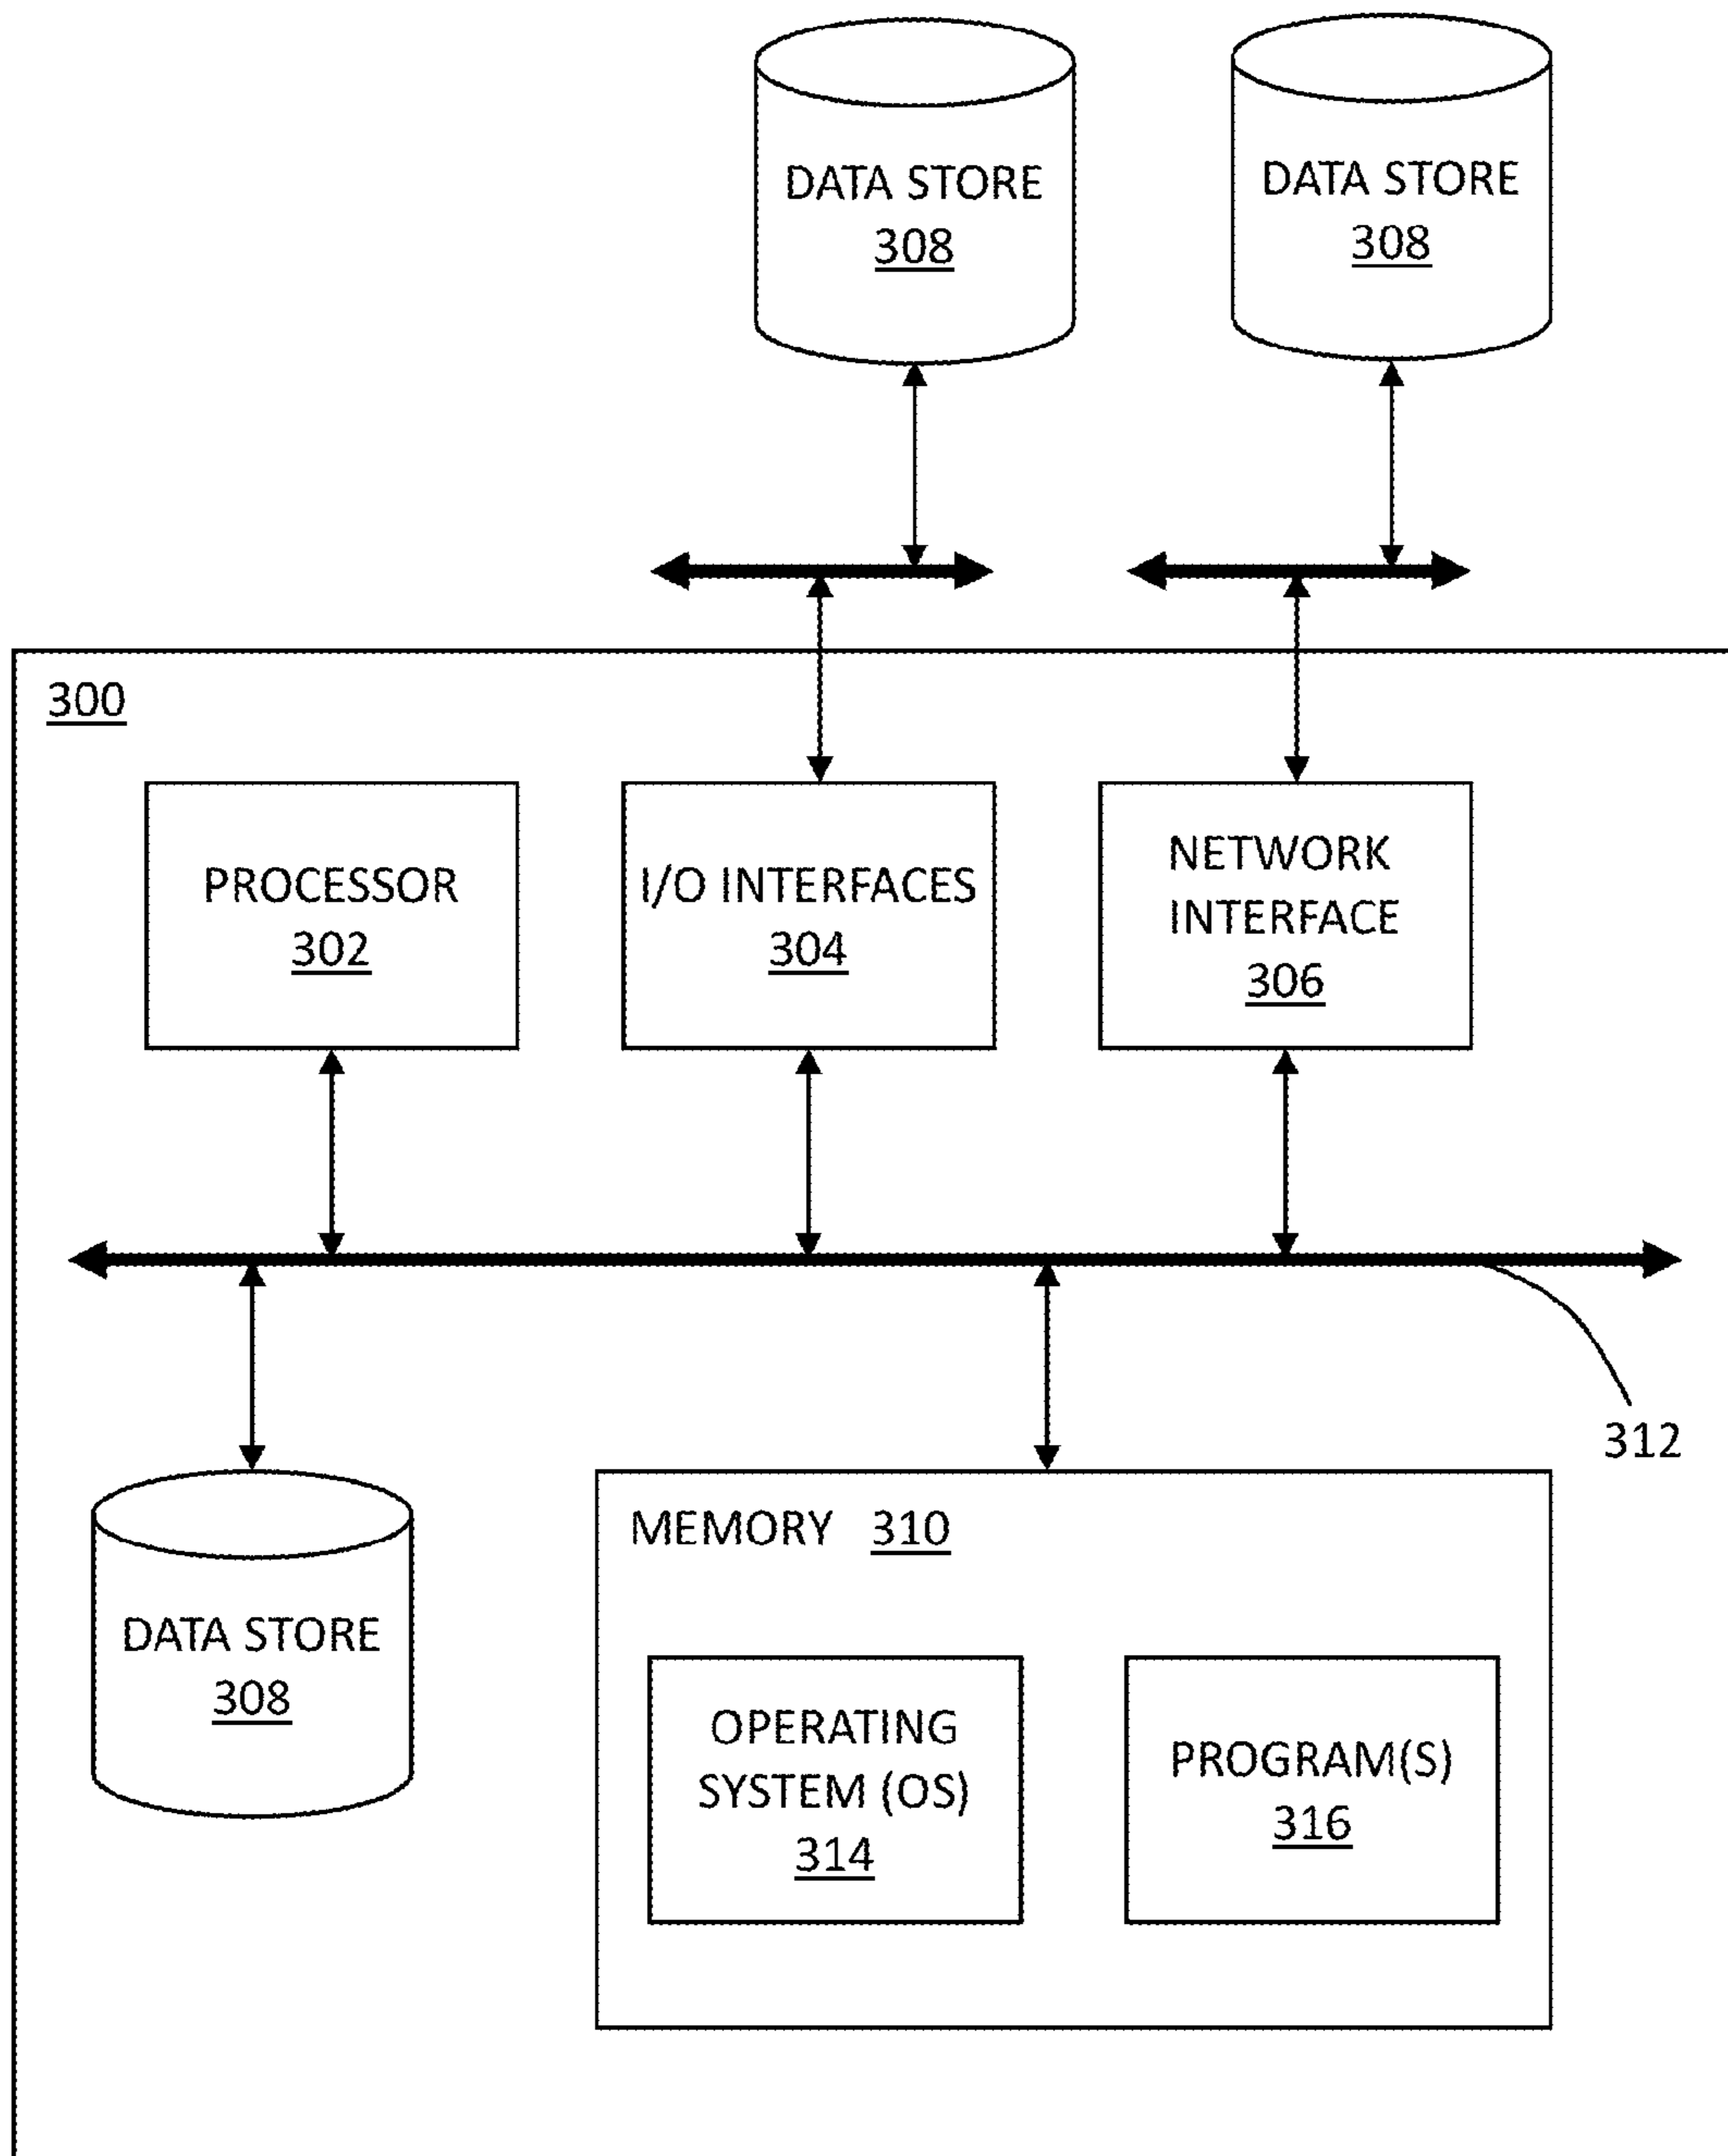 DATA STORE
308
DATA STORE
308
300
PROCESSOR
302
I/O INTERFACES
304
NETWORK
INTERFACE
306
312
DATA STORE
308
MEMORY 310
OPERATING
SYSTEM (OS)
314
PROGRAM(S)
316